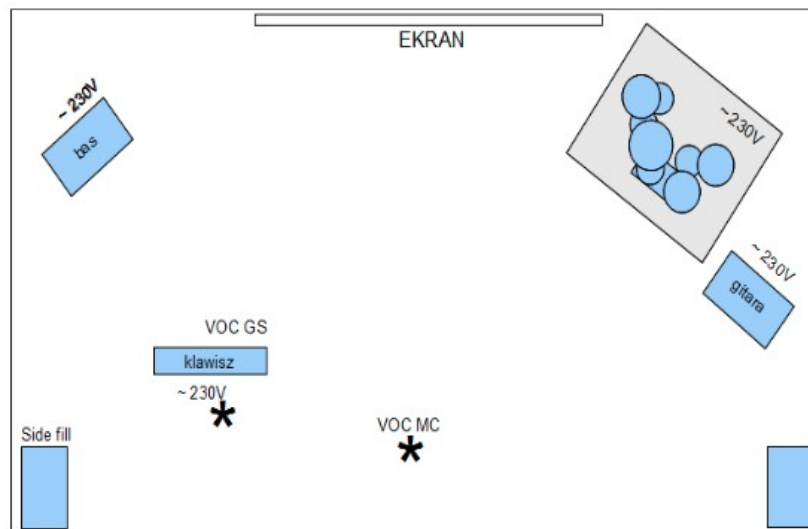 EKRAN
~ 230V
bas
~230V
~ 230V
gitara
VOC GS
klawisz
~ 230V
VOC MC
Side fill